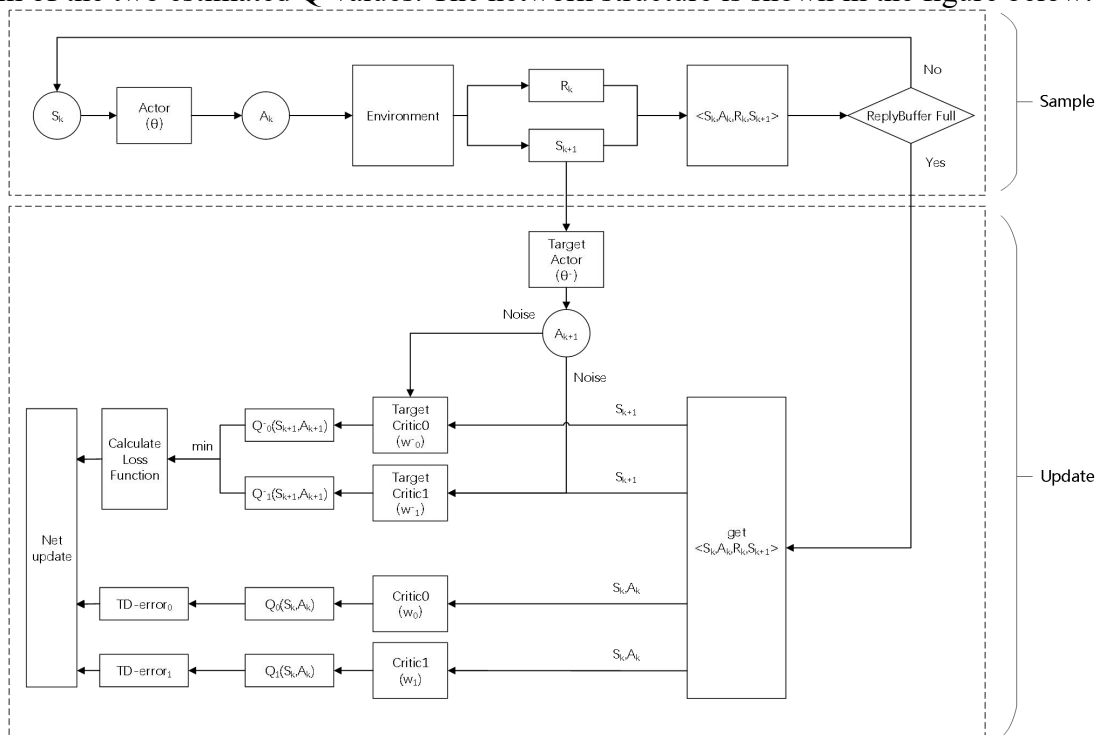 of the two estimated Q values. The network structure is shown in the figure below.
No
Sₖ
Actor
(θ)
Aₖ
Environment
Rₖ
Sₖ₊₁
<Sₖ,Aₖ,Rₖ,Sₖ₊₁>
ReplyBuffer Full
Sample
Yes
Target
Actor
(θ⁻)
Noise
Aₖ₊₁
Noise
Sₖ₊₁
Target
Critic0
(w⁻₀)
Q⁻₀(Sₖ₊₁,Aₖ₊₁)
min
Calculate
Loss
Function
Sₖ₊₁
Target
Critic1
(w⁻₁)
Q⁻₁(Sₖ₊₁,Aₖ₊₁)
Update
get
<Sₖ,Aₖ,Rₖ,Sₖ₊₁>
Net
update
Sₖ,Aₖ
Critic0
(w₀)
Q₀(Sₖ,Aₖ)
TD-error₀
Sₖ,Aₖ
Critic1
(w₁)
Q₁(Sₖ,Aₖ)
TD-error₁